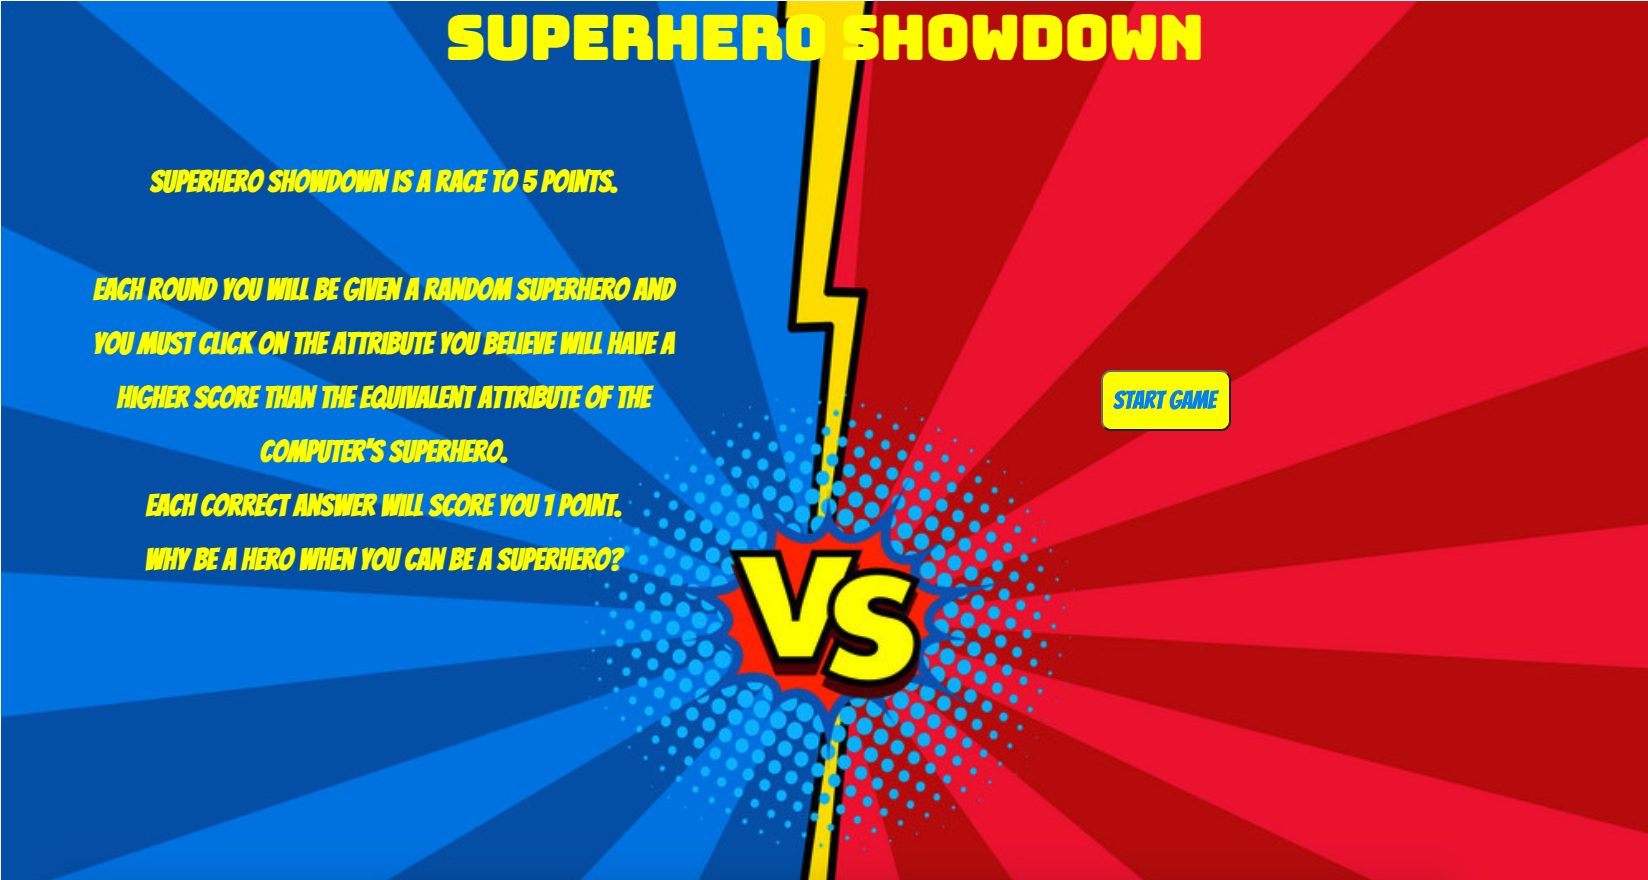 SUPERHERO SHOWDOWN
SUPERHERO SHOWDOWN IS A RACE TO 5 POINTS.
EACH ROUND YOU WILL BE GIVEN A RANDOM SUPERHERO AND
YOU MUST CLICK ON THE ATTRIBUTE YOU BELIEVE WILL HAVE A
HIGHER SCORE THAN THE EQUIVALENT ATTRIBUTE OF THE
COMPUTER'S SUPERHERO.
EACH CORRECT ANSWER WILL SCORE YOU 1 POINT.
WHY BE A HERO WHEN YOU CAN BE A SUPERHERO?
START GAME
VS